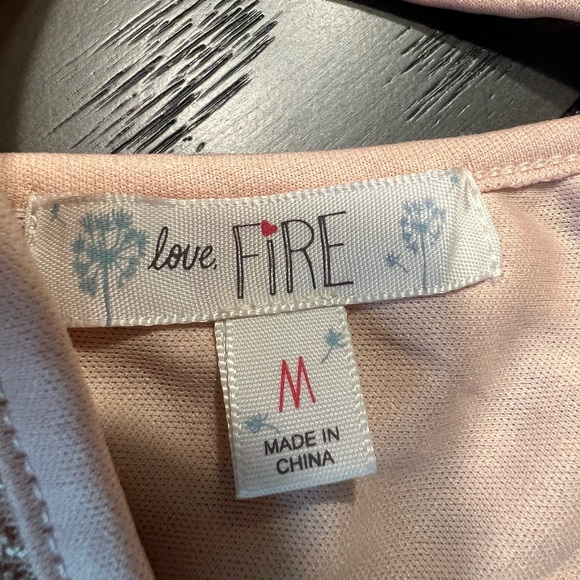 love, FiRE
M
MADE IN
CHINA